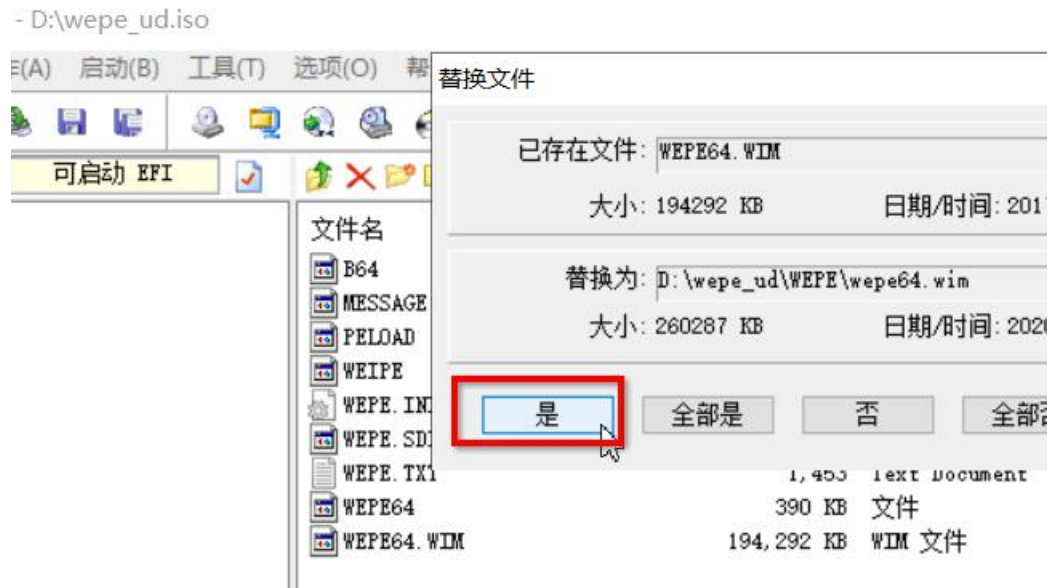 - D:\wepe_ud.iso
(A) 启动(B) 工具(T) 选项(O) 帮
替换文件
已存在文件: WEPE64.WIM
大小: 194292 KB 日期/时间: 201
可启动 EFI
文件名
替换为: D:\wepe_ud\WEPE\wepe64.wim
大小: 260287 KB 日期/时间: 2020
B64
MESSAGE
PELOAD
WEIPE
是 全部是 否 全部否
WEPE.INI
WEPE.SDI
WEPE.TXT 1,453 Text Document
WEPE64 390 KB 文件
WEPE64.WIM 194,292 KB WIM 文件